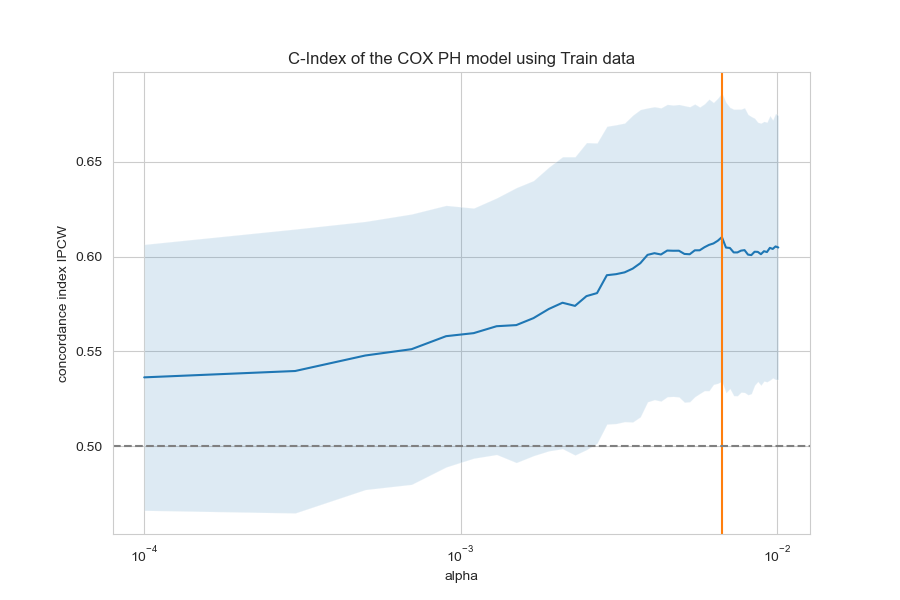 C-Index of the COX PH model using Train data
concordance index IPCW
0.65
0.60
0.55
0.50
10⁻⁴
10⁻³
10⁻²
alpha